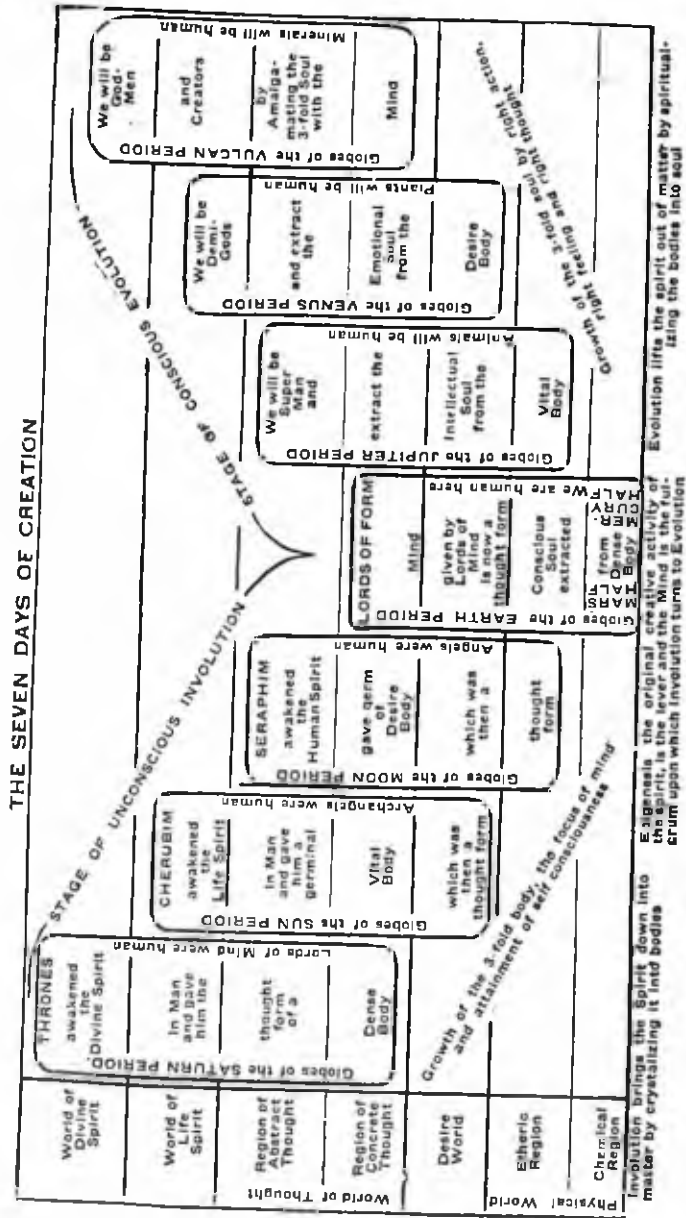 THE SEVEN DAYS OF CREATION
STAGE OF UNCONSCIOUS INVOLUTION
STAGE OF CONSCIOUS EVOLUTION
World of
Divine
Spirit
World of
Life
Spirit
Region of
Abstract
Thought
Region of
Concrete
Thought
Desire
World
Etheric
Region
Chemical
Region
World of Thought
Physical World
Globes of the SATURN PERIOD.
THRONES
awakened
the
Divine Spirit
In Man
and gave
him the
thought
form
of a
Dense
Body
Lords of Mind were human
Globes of the SUN PERIOD
CHERUBIM
awakened
the
Life Spirit
In Man
and gave
him a
germinal
Vital
Body
which was
then a
thought form
Archangels were human
Globes of the MOON PERIOD
SERAPHIM
awakened
the
Human Spirit
gave germ
of
Desire
Body
which was
then a
thought
form
Angels were human
Globes of the EARTH PERIOD
LORDS OF FORM
Mind
given by
Lords of
Mind
is now a
thought form
Conscious
Soul
extracted
from
Dense
Body
MARS
HALF
MER-
CURY
HALF
We are human here
Globes of the JUPITER PERIOD
We will be
Super
Man
and
extract the
Intellectual
Soul
from the
Vital
Body
Animals will be human
Globes of the VENUS PERIOD
We will be
Demi-
Gods
and extract
the
Emotional
Soul
from the
Desire
Body
Plants will be human
Globes of the VULCAN PERIOD
We will be
God-
Men
and
Creators
by
Amalga-
mating the
3-fold Soul
with the
Mind
Minerals will be human
Growth of the 3-fold body, the focus of mind
and attainment of self consciousness
Growth of the 3-fold soul by right action-
right feeling and right thought
Involution brings the Spirit down into
matter by crystalizing it into bodies
Epigenesis the original creative activity of
the spirit, is the lever and the Mind is the ful-
crum upon which Involution turns to Evolution
Evolution lifts the spirit out of matter by spiritual-
izing the bodies into soul